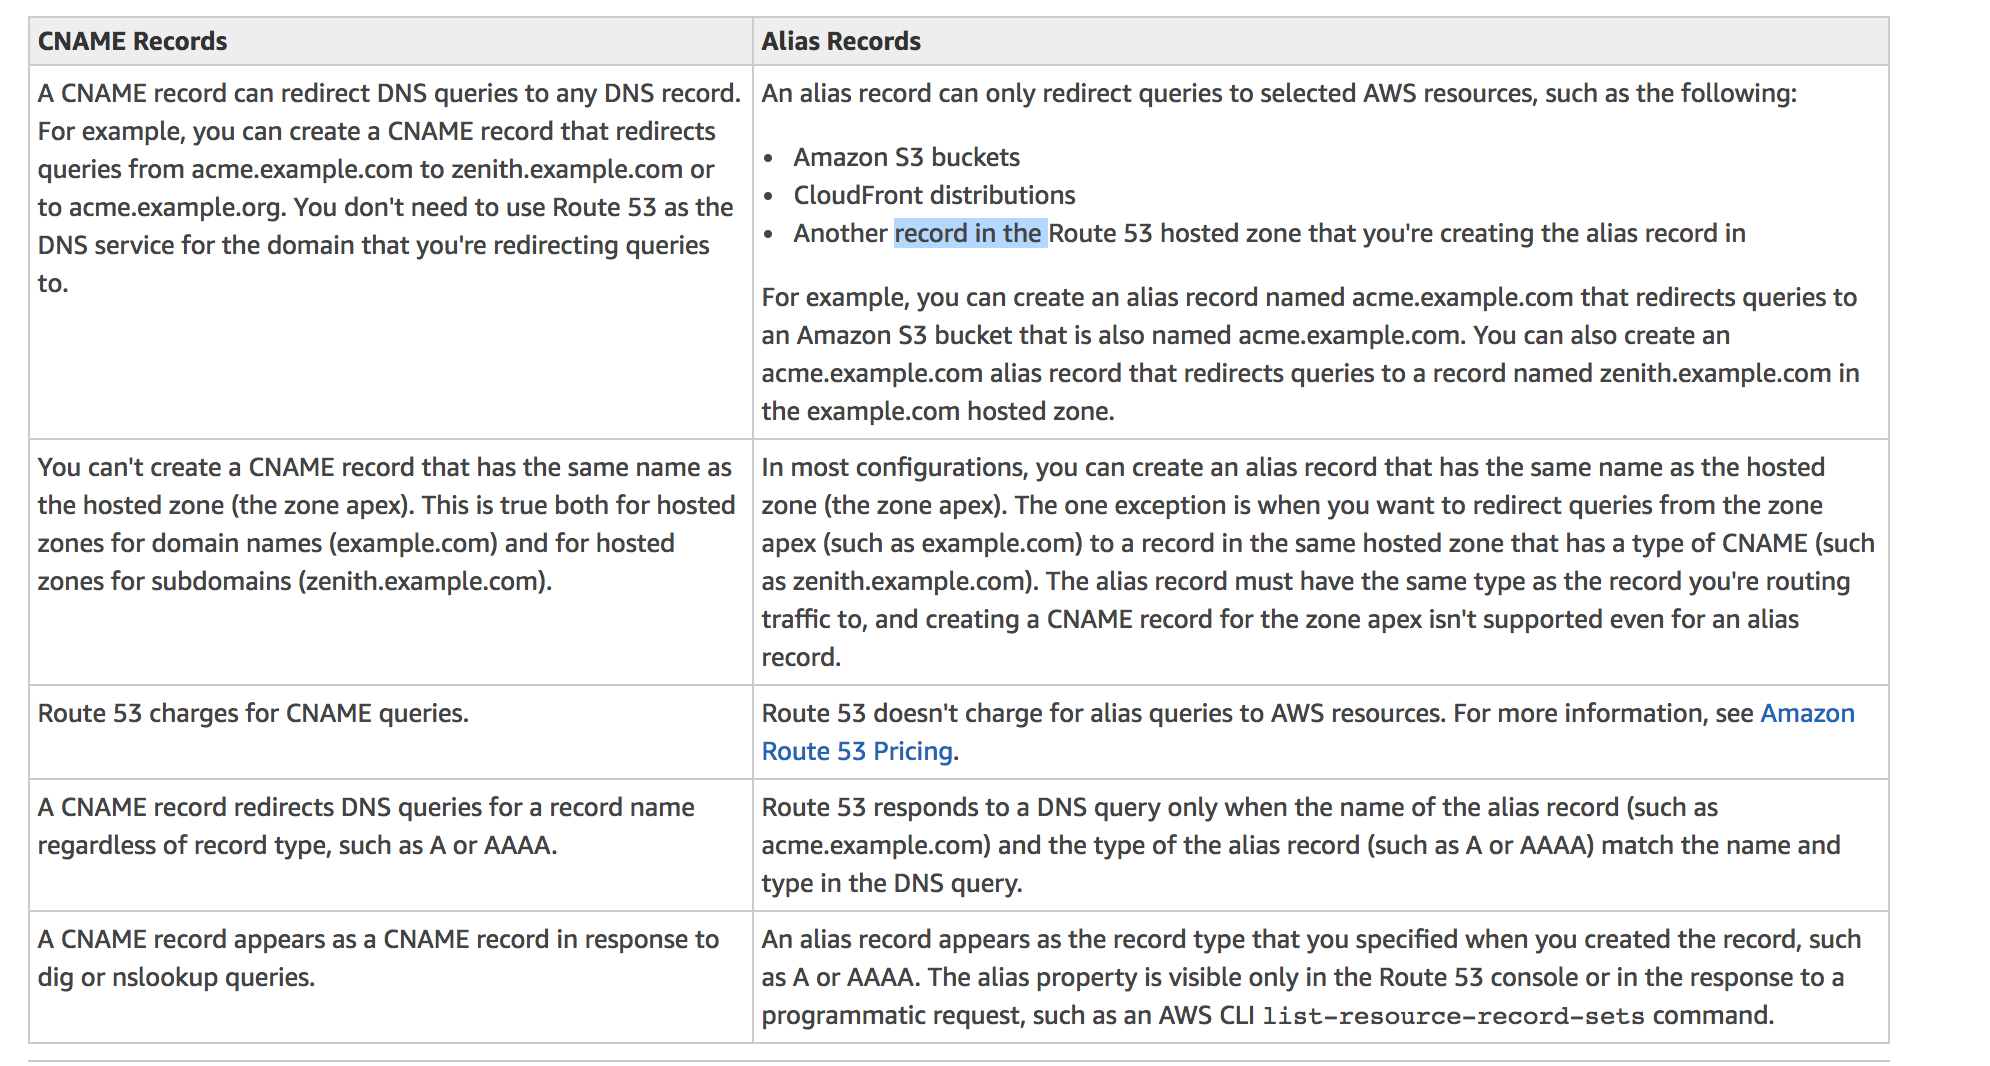 CNAME Records
Alias Records
A CNAME record can redirect DNS queries to any DNS record.
For example, you can create a CNAME record that redirects
queries from acme.example.com to zenith.example.com or
to acme.example.org. You don't need to use Route 53 as the
DNS service for the domain that you're redirecting queries
to.
An alias record can only redirect queries to selected AWS resources, such as the following:
• Amazon S3 buckets
• CloudFront distributions
• Another record in the Route 53 hosted zone that you're creating the alias record in
For example, you can create an alias record named acme.example.com that redirects queries to
an Amazon S3 bucket that is also named acme.example.com. You can also create an
acme.example.com alias record that redirects queries to a record named zenith.example.com in
the example.com hosted zone.
You can't create a CNAME record that has the same name as
the hosted zone (the zone apex). This is true both for hosted
zones for domain names (example.com) and for hosted
zones for subdomains (zenith.example.com).
In most configurations, you can create an alias record that has the same name as the hosted
zone (the zone apex). The one exception is when you want to redirect queries from the zone
apex (such as example.com) to a record in the same hosted zone that has a type of CNAME (such
as zenith.example.com). The alias record must have the same type as the record you're routing
traffic to, and creating a CNAME record for the zone apex isn't supported even for an alias
record.
Route 53 charges for CNAME queries.
Route 53 doesn't charge for alias queries to AWS resources. For more information, see Amazon
Route 53 Pricing.
A CNAME record redirects DNS queries for a record name
regardless of record type, such as A or AAAA.
Route 53 responds to a DNS query only when the name of the alias record (such as
acme.example.com) and the type of the alias record (such as A or AAAA) match the name and
type in the DNS query.
A CNAME record appears as a CNAME record in response to
dig or nslookup queries.
An alias record appears as the record type that you specified when you created the record, such
as A or AAAA. The alias property is visible only in the Route 53 console or in the response to a
programmatic request, such as an AWS CLI list-resource-record-sets command.